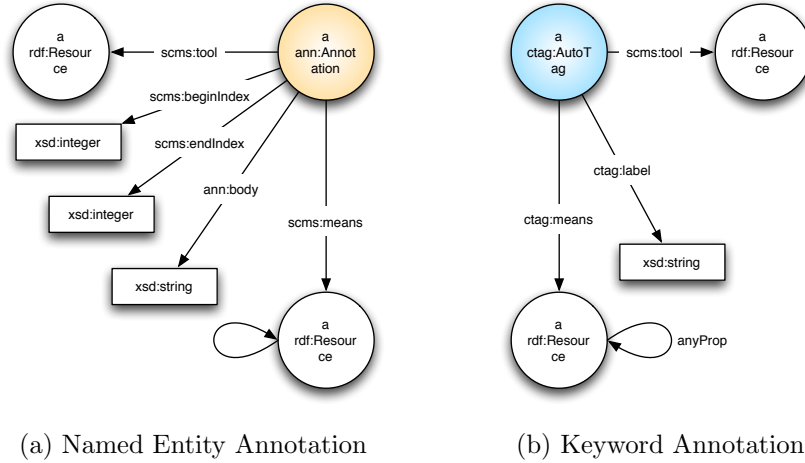 a
rdf:Resour
ce
scms:tool
a
ann:Annot
ation
scms:beginIndex
xsd:integer
scms:endIndex
xsd:integer
ann:body
xsd:string
scms:means
a
rdf:Resour
ce
(a) Named Entity Annotation
a
ctag:AutoT
ag
scms:tool
a
rdf:Resour
ce
ctag:label
xsd:string
ctag:means
a
rdf:Resour
ce
anyProp
(b) Keyword Annotation